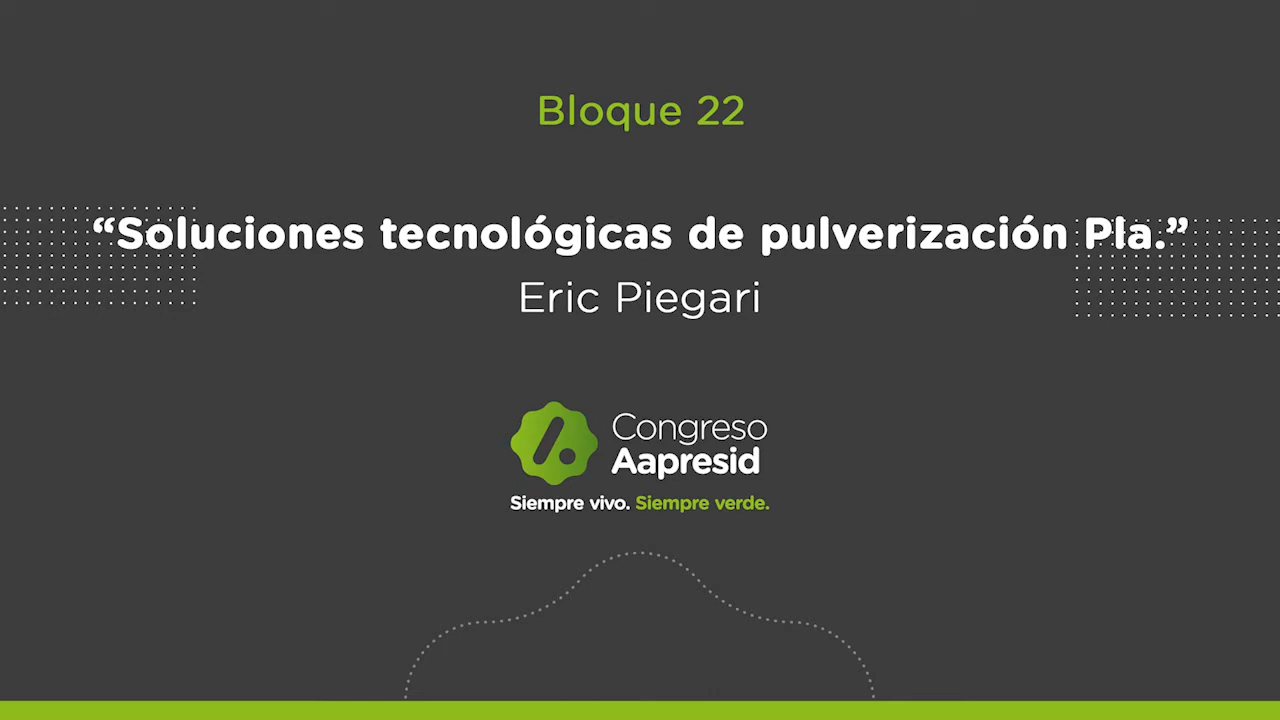 Bloque 22
“Soluciones tecnológicas de pulverización Pla.”
Eric Piegari
Congreso
Aapresid
Siempre vivo. Siempre verde.